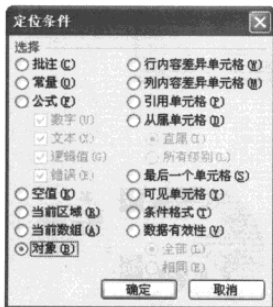 定位条件
选择
批注(C)
常量(O)
公式(F)
数字(U)
文本(X)
逻辑值(G)
错误(E)
空值(K)
当前区域(R)
当前数组(A)
对象(B)
行内容差异单元格(W)
列内容差异单元格(M)
引用单元格(P)
从属单元格(D)
直属(I)
所有级别(L)
最后一个单元格(S)
可见单元格(Y)
条件格式(T)
数据有效性(V)
全部(L)
相同(E)
确定
取消